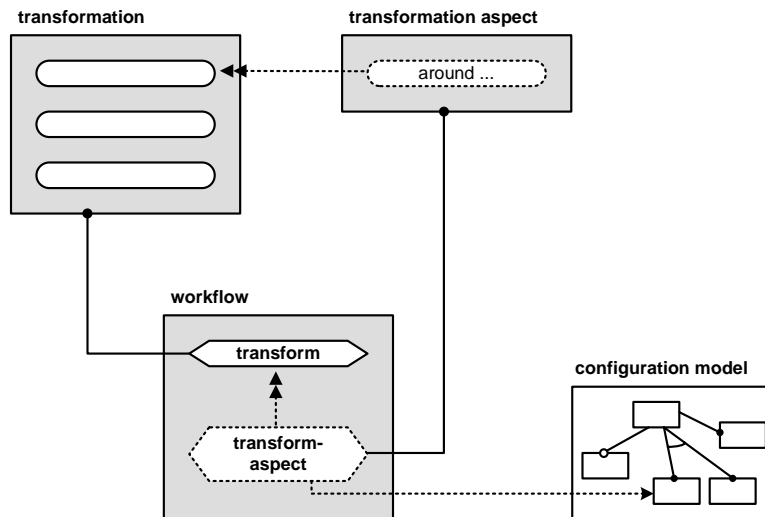 transformation
transformation aspect
around ...
workflow
transform
configuration model
transform-
aspect